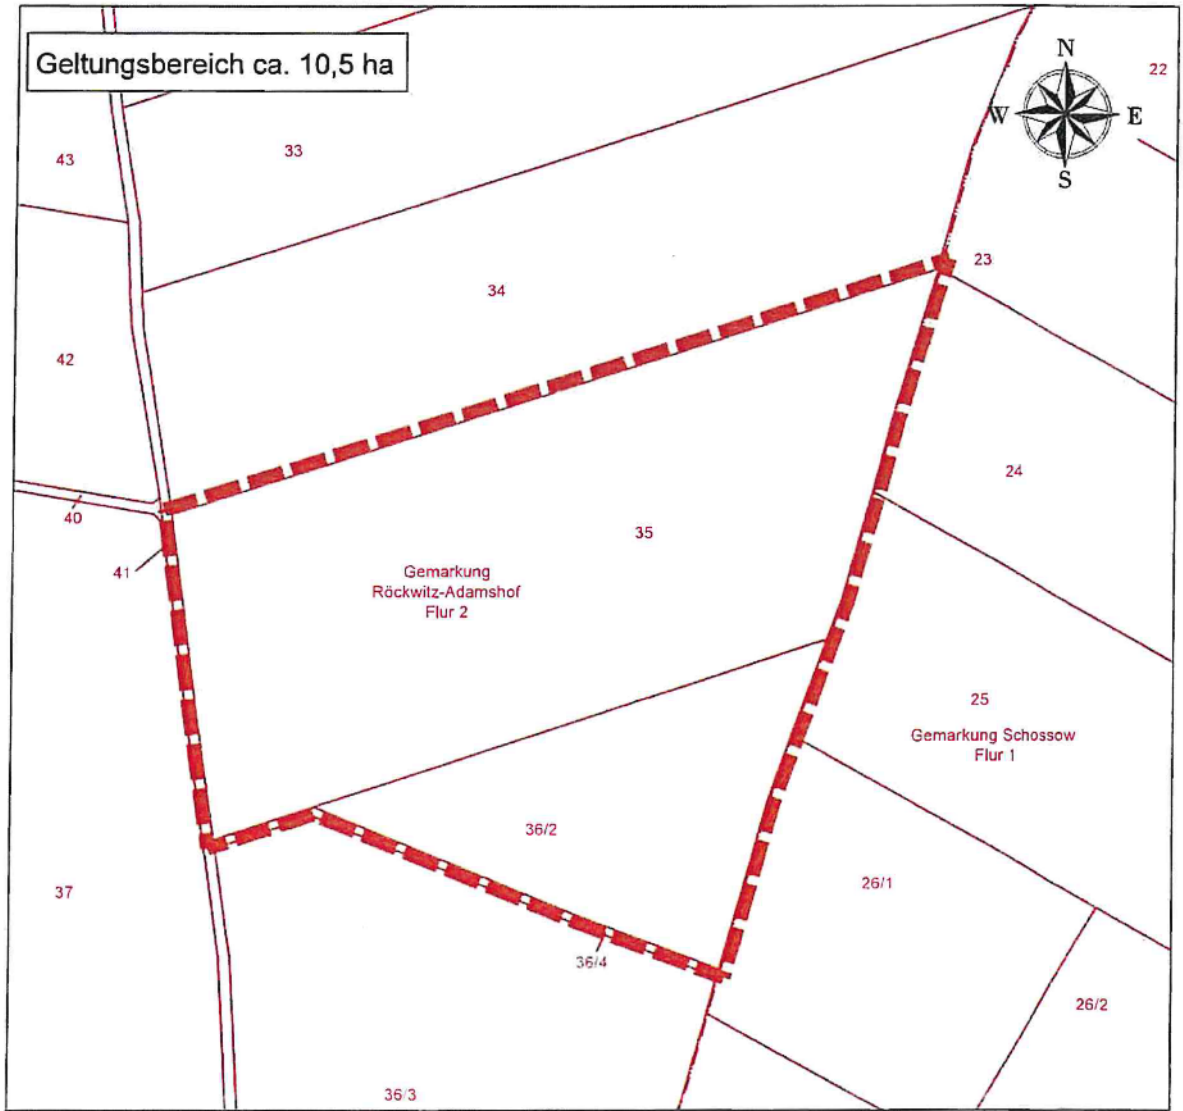 Geltungsbereich ca. 10,5 ha
N
W E
S
22
43
33
23
34
42
24
40
35
41
Gemarkung
Röckwitz-Adamshof
Flur 2
25
Gemarkung Schossow
Flur 1
36/2
26/1
37
36/4
26/2
36/3